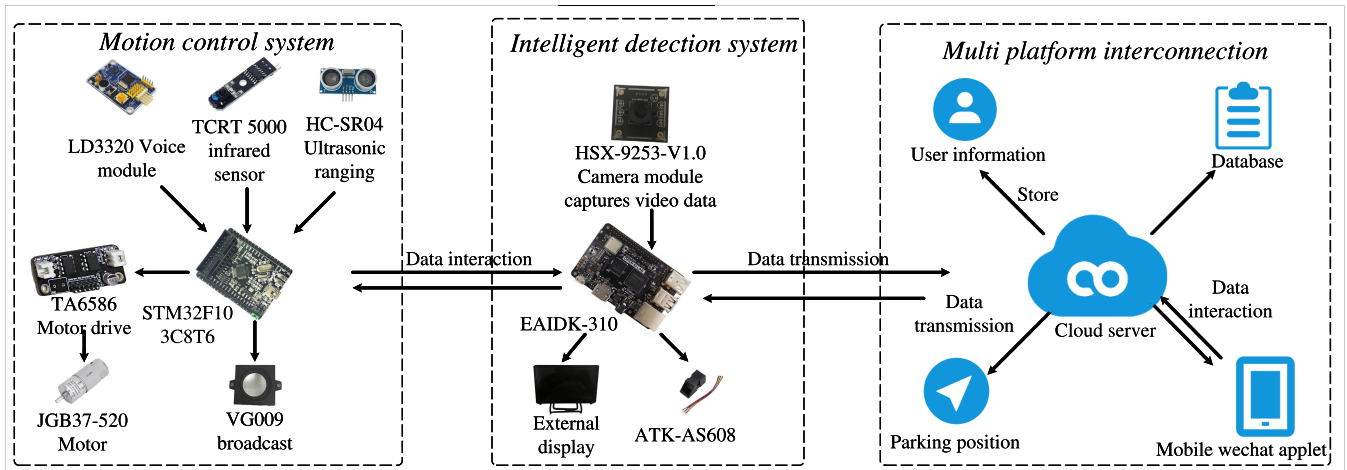 Motion control system
LD3320 Voice
module
TCRT 5000
infrared
sensor
HC-SR04
Ultrasonic
ranging
TA6586
Motor drive
STM32F10
3C8T6
JGB37-520
Motor
VG009
broadcast
Data interaction
Intelligent detection system
HSX-9253-V1.0
Camera module
captures video data
EAIDK-310
External
display
ATK-AS608
Data transmission
Data
transmission
Multi platform interconnection
User information
Database
Store
Cloud server
Data
interaction
Parking position
Mobile wechat applet